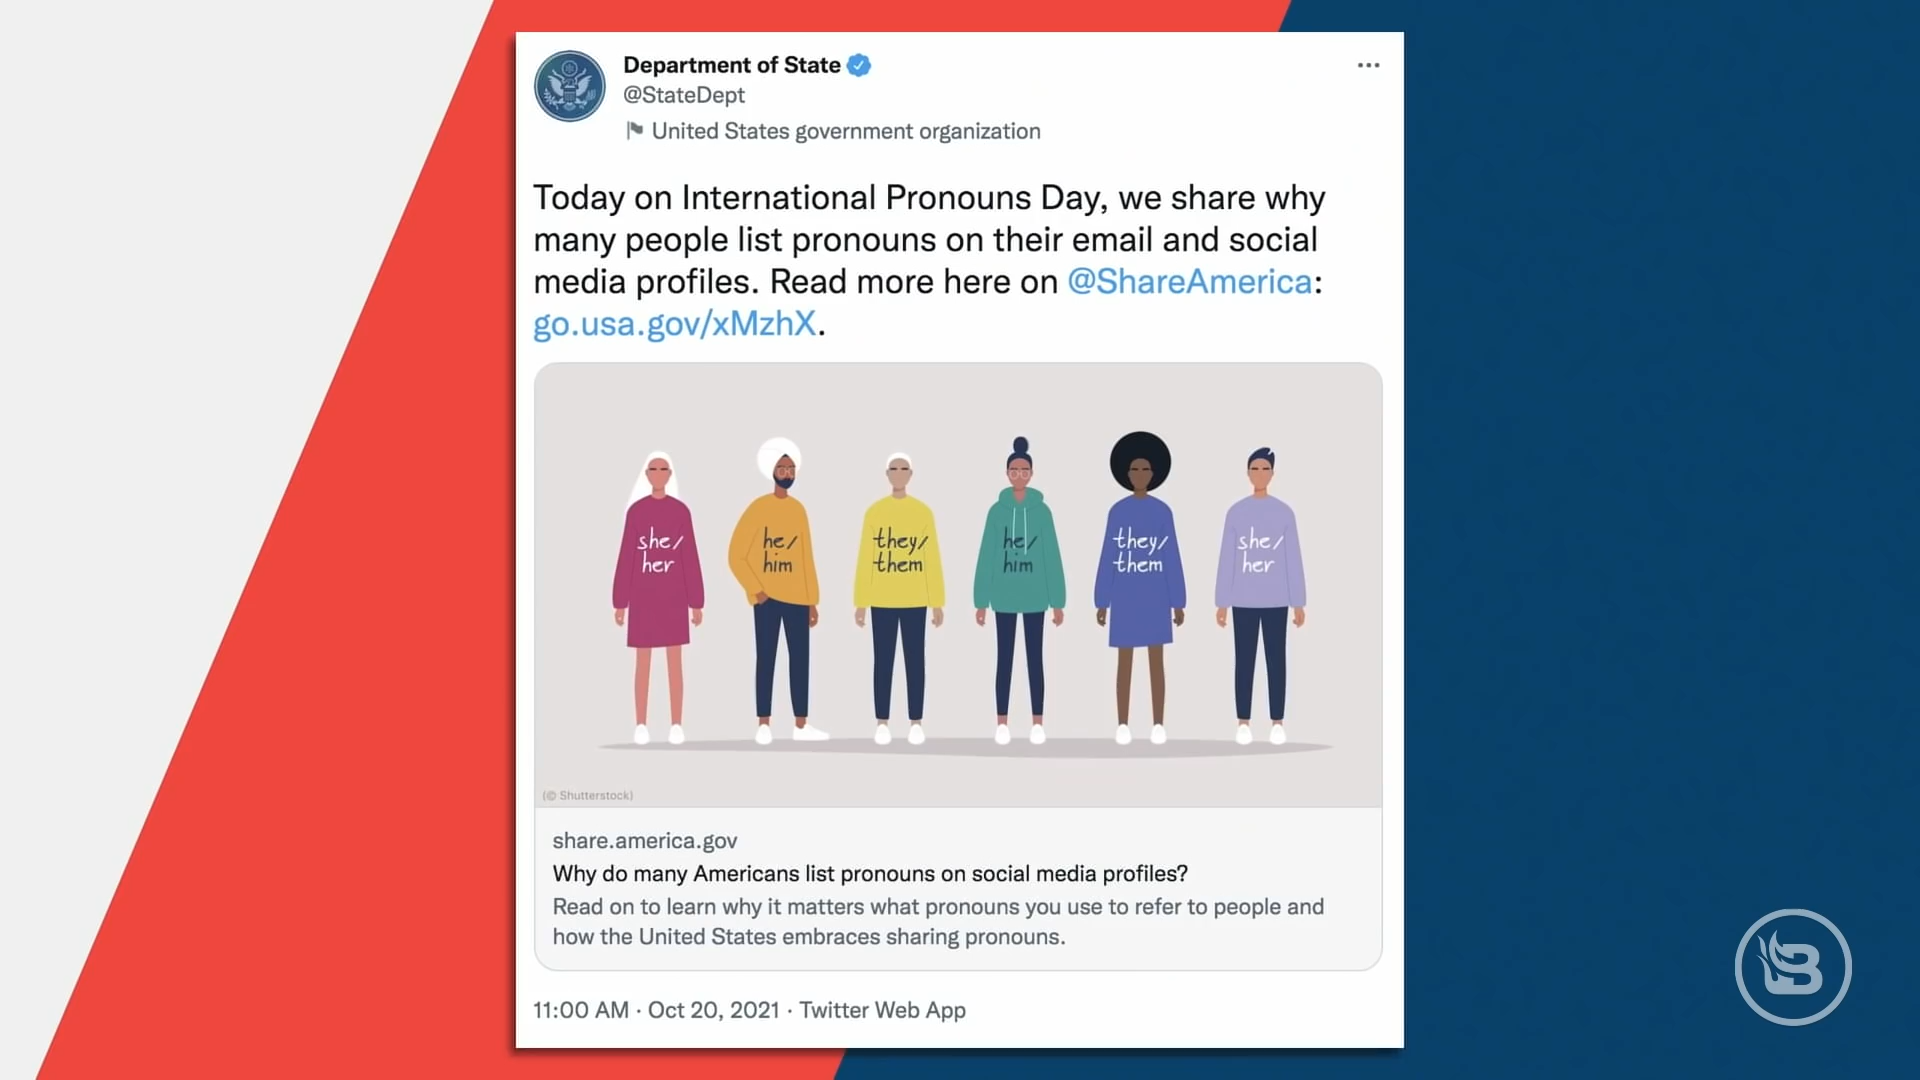 Department of State
@StateDept
United States government organization
Today on International Pronouns Day, we share why
many people list pronouns on their email and social
media profiles. Read more here on @ShareAmerica:
go.usa.gov/xMzhX.
she/
her
he/
him
they/
them
he/
him
they/
them
she/
her
(© Shutterstock)
share.america.gov
Why do many Americans list pronouns on social media profiles?
Read on to learn why it matters what pronouns you use to refer to people and
how the United States embraces sharing pronouns.
11:00 AM · Oct 20, 2021 · Twitter Web App
B